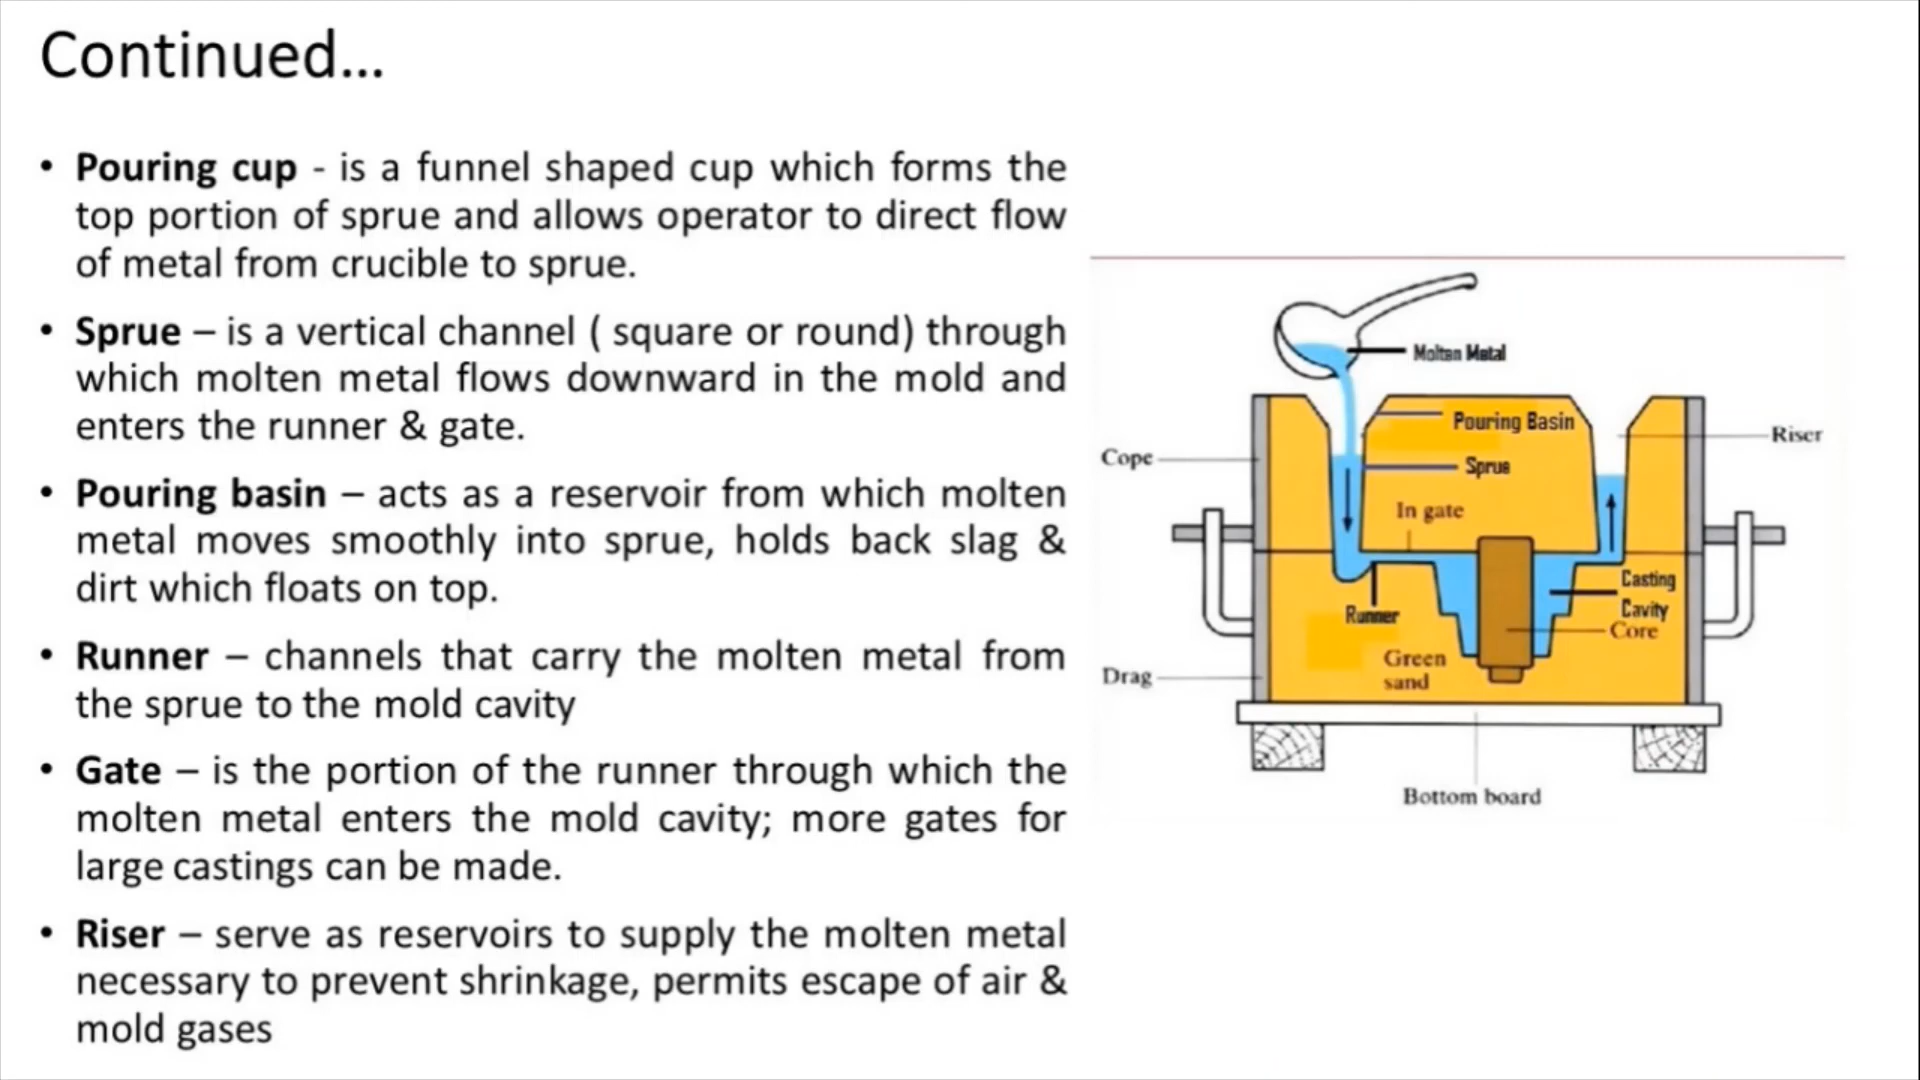 Continued...
• Pouring cup - is a funnel shaped cup which forms the
top portion of sprue and allows operator to direct flow
of metal from crucible to sprue.
• Sprue – is a vertical channel ( square or round) through
which molten metal flows downward in the mold and
enters the runner & gate.
• Pouring basin – acts as a reservoir from which molten
metal moves smoothly into sprue, holds back slag &
dirt which floats on top.
• Runner – channels that carry the molten metal from
the sprue to the mold cavity
• Gate – is the portion of the runner through which the
molten metal enters the mold cavity; more gates for
large castings can be made.
• Riser – serve as reservoirs to supply the molten metal
necessary to prevent shrinkage, permits escape of air &
mold gases
Molten Metal
Pouring Basin
Riser
Cope
Sprue
In gate
Casting
Cavity
Runner
Core
Green
sand
Drag
Bottom board